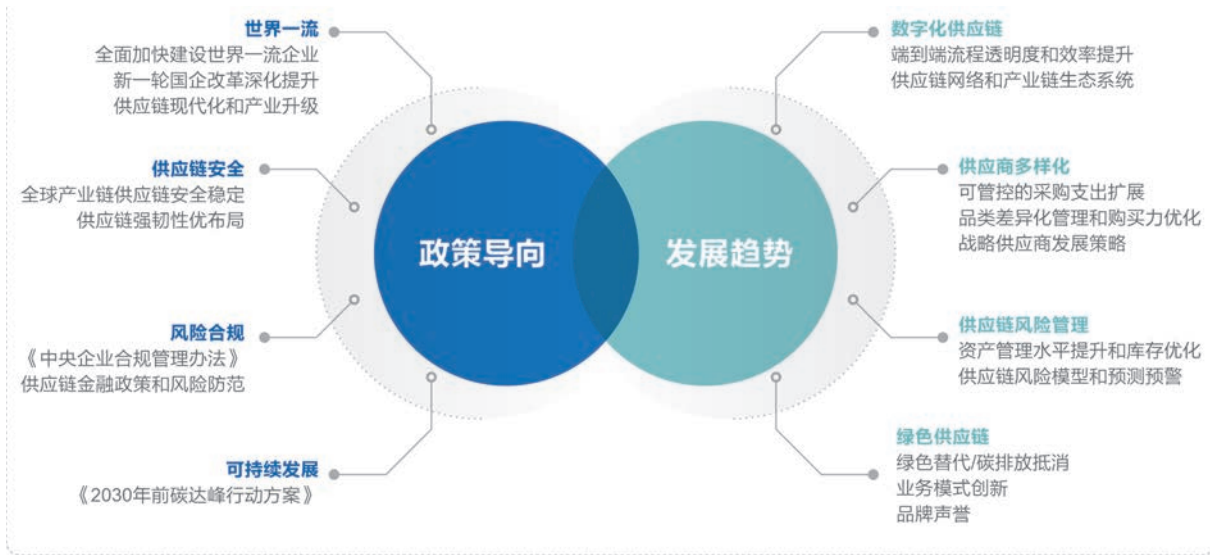 世界一流
全面加快建设世界一流企业
新一轮国企改革深化提升
供应链现代化和产业升级
供应链安全
全球产业链供应链安全稳定
供应链强韧性优布局
风险合规
《中央企业合规管理办法》
供应链金融政策和风险防范
可持续发展
《2030年前碳达峰行动方案》
政策导向
发展趋势
数字化供应链
端到端流程透明度和效率提升
供应链网络和产业链生态系统
供应商多样化
可管控的采购支出扩展
品类差异化管理和购买力优化
战略供应商发展策略
供应链风险管理
资产管理水平提升和库存优化
供应链风险模型和预测预警
绿色供应链
绿色替代/碳排放抵消
业务模式创新
品牌声誉